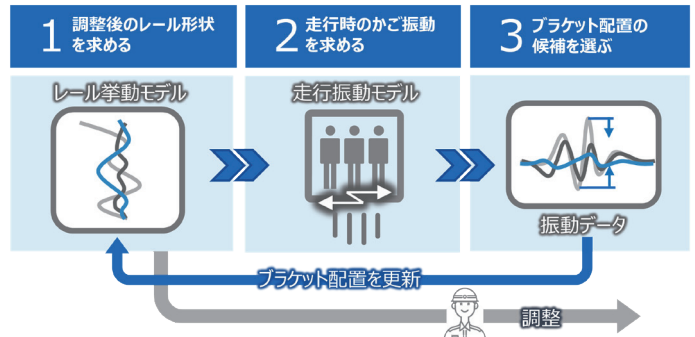 1 調整後のレール形状
を求める
2 走行時のかご振動
を求める
3 ブラケット配置の
候補を選ぶ
レール挙動モデル
走行振動モデル
振動データ
ブラケット配置を更新
調整